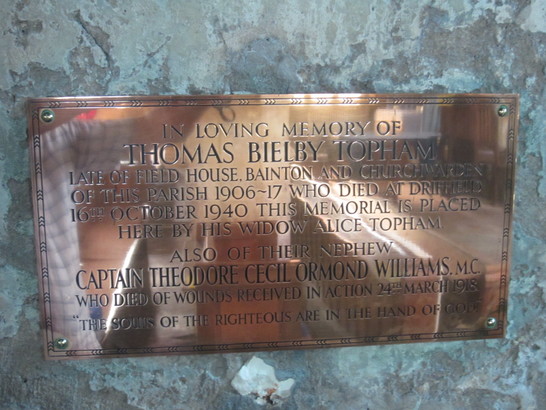 IN LOVING MEMORY OF
THOMAS BIELBY TOPHAM
LATE OF FIELD HOUSE, BAINTON AND CHURCHWARDEN
OF THIS PARISH 1906~17 WHO DIED AT DRIFFIELD
16TH OCTOBER 1940 THIS MEMORIAL IS PLACED
HERE BY HIS WIDOW ALICE TOPHAM
ALSO OF THEIR NEPHEW
CAPTAIN THEODORE CECIL ORMOND WILLIAMS, M.C.
WHO DIED OF WOUNDS RECEIVED IN ACTION 24TH MARCH 1918
"THE SOULS OF THE RIGHTEOUS ARE IN THE HAND OF GOD"